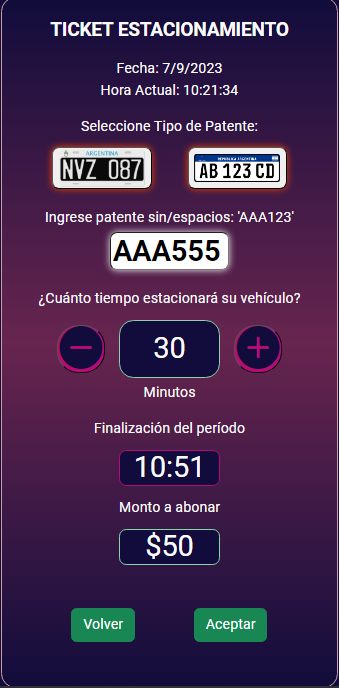 TICKET ESTACIONAMIENTO
Fecha: 7/9/2023
Hora Actual: 10:21:34
Seleccione Tipo de Patente:
ARGENTINA
NVZ 087
REPUBLICA ARGENTINA
AB 123 CD
Ingrese patente sin/espacios: 'AAA123'
AAA555
¿Cuánto tiempo estacionará su vehículo?
− 30 +
Minutos
Finalización del período
10:51
Monto a abonar
$50
Volver Aceptar